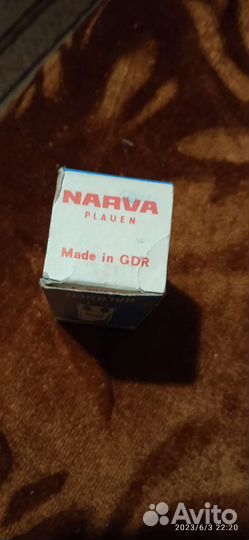 NARVA
PLAUEN
Made in GDR
Avito
2023/6/3 22:20